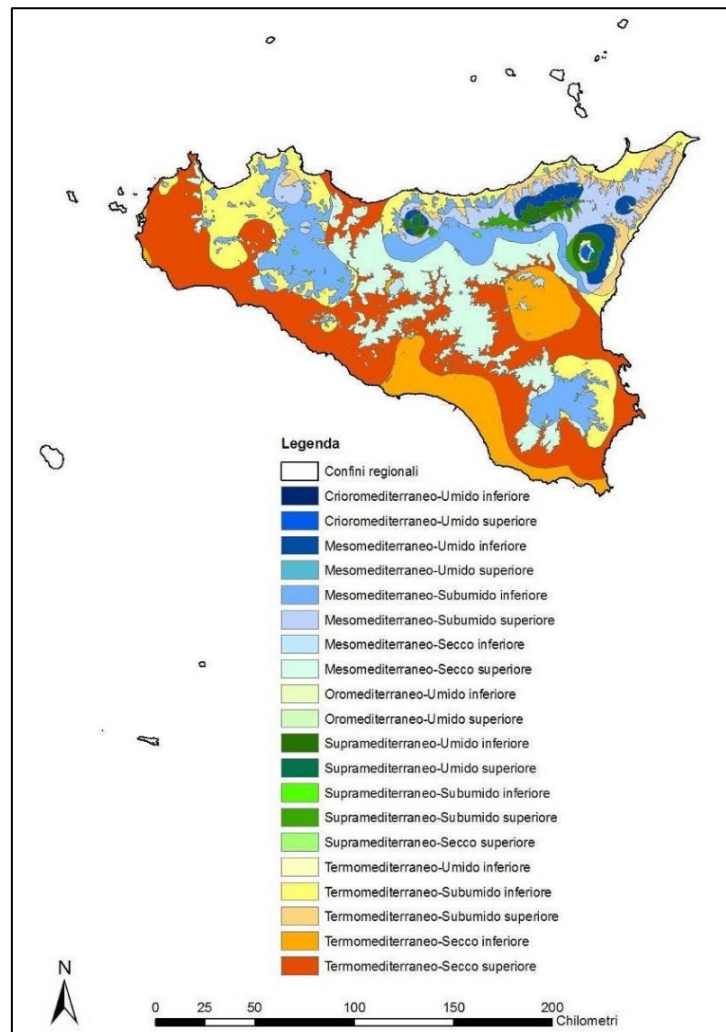 Legenda
Confini regionali
Crioromediterraneo-Umido inferiore
Crioromediterraneo-Umido superiore
Mesomediterraneo-Umido inferiore
Mesomediterraneo-Umido superiore
Mesomediterraneo-Subumido inferiore
Mesomediterraneo-Subumido superiore
Mesomediterraneo-Secco inferiore
Mesomediterraneo-Secco superiore
Oromediterraneo-Umido inferiore
Oromediterraneo-Umido superiore
Supramediterraneo-Umido inferiore
Supramediterraneo-Umido superiore
Supramediterraneo-Subumido inferiore
Supramediterraneo-Subumido superiore
Supramediterraneo-Secco superiore
Termomediterraneo-Umido inferiore
Termomediterraneo-Subumido inferiore
Termomediterraneo-Subumido superiore
Termomediterraneo-Secco inferiore
Termomediterraneo-Secco superiore
N
0 25 50 100 150 200
Chilometri